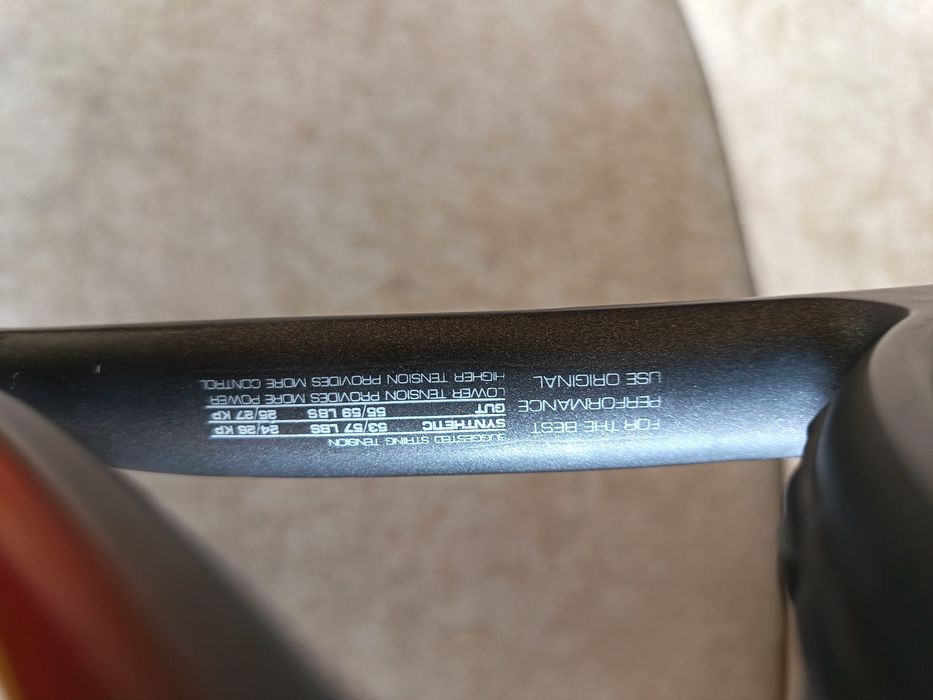 FOR THE BEST
PERFORMANCE
USE ORIGINAL
SUGGESTED STRING TENSION
SYNTHETIC 53/57 LBS 24/26 KP
GUT 55/59 LBS 25/27 KP
LOWER TENSION PROVIDES MORE POWER
HIGHER TENSION PROVIDES MORE CONTROL